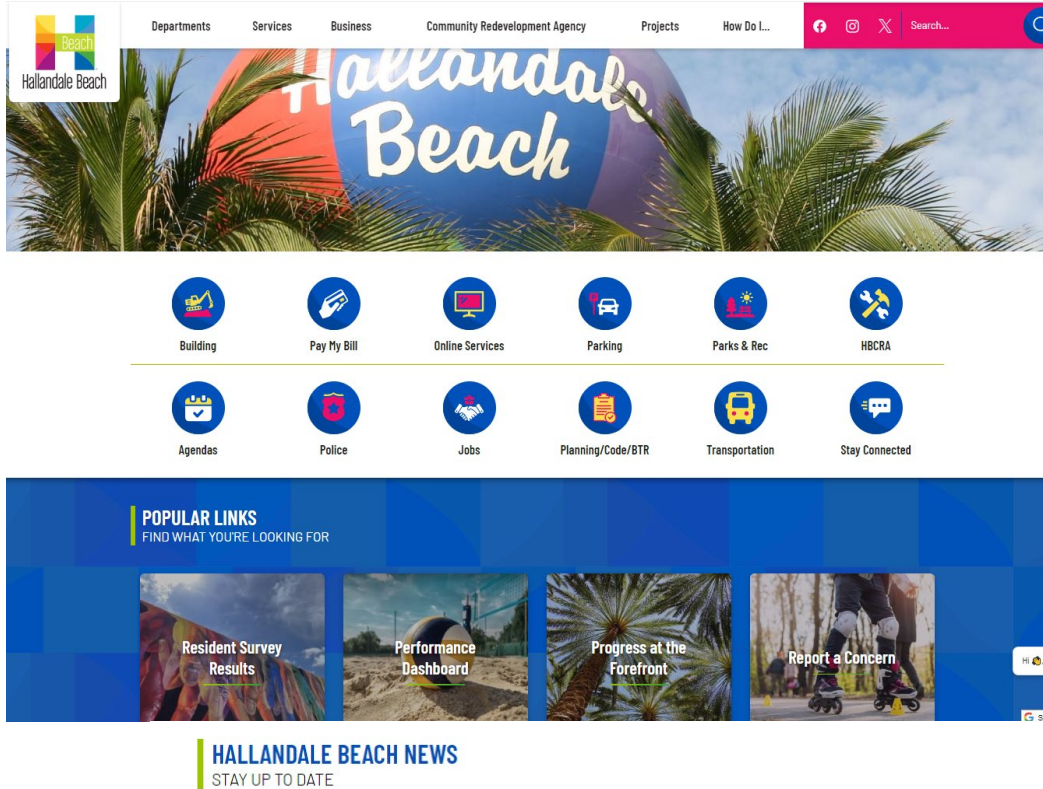 Beach
Hallandale Beach
Departments
Services
Business
Community Redevelopment Agency
Projects
How Do I...
Search...
Hallandale
Beach
Building
Pay My Bill
Online Services
Parking
Parks & Rec
HBCRA
Agendas
Police
Jobs
Planning/Code/BTR
Transportation
Stay Connected
POPULAR LINKS
FIND WHAT YOU'RE LOOKING FOR
Resident Survey
Results
Performance
Dashboard
Progress at the
Forefront
Report a Concern
Hi
HALLANDALE BEACH NEWS
STAY UP TO DATE